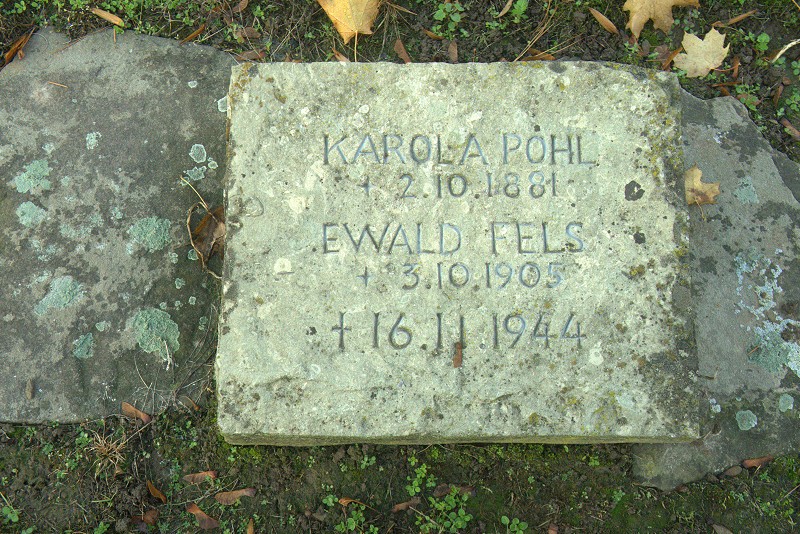 KAROLA POHL
+ 2.10.1881
EWALD FELS
+ 3.10.1905
† 16.11.1944